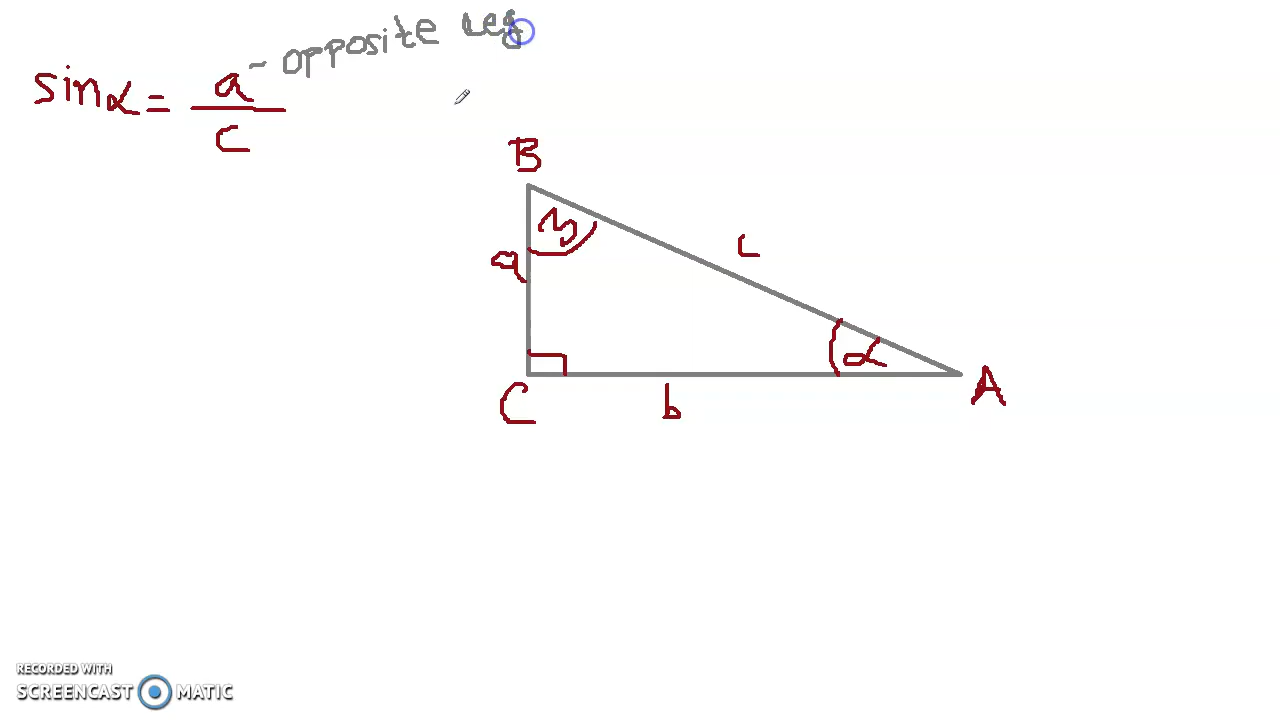 - opposite leg
sinα = a
c
B
β
a
c
α
C
b
A
RECORDED WITH
SCREENCAST MATIC